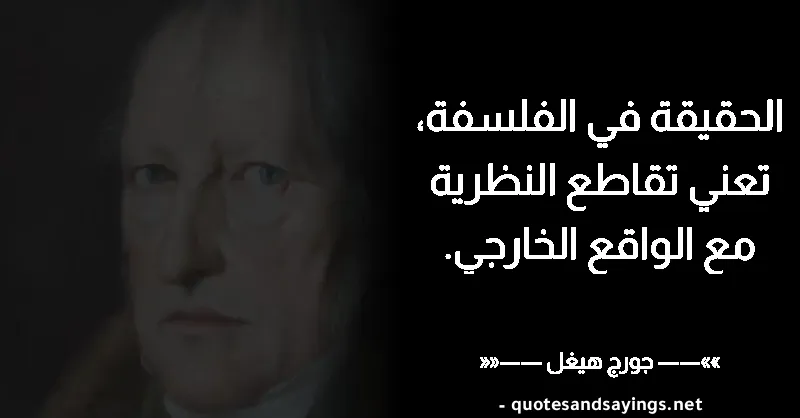 الحقيقة في الفلسفة،
تعني تقاطع النظرية
مع الواقع الخارجي.
»»—— جورج هيغل ——««
- quotesandsayings.net